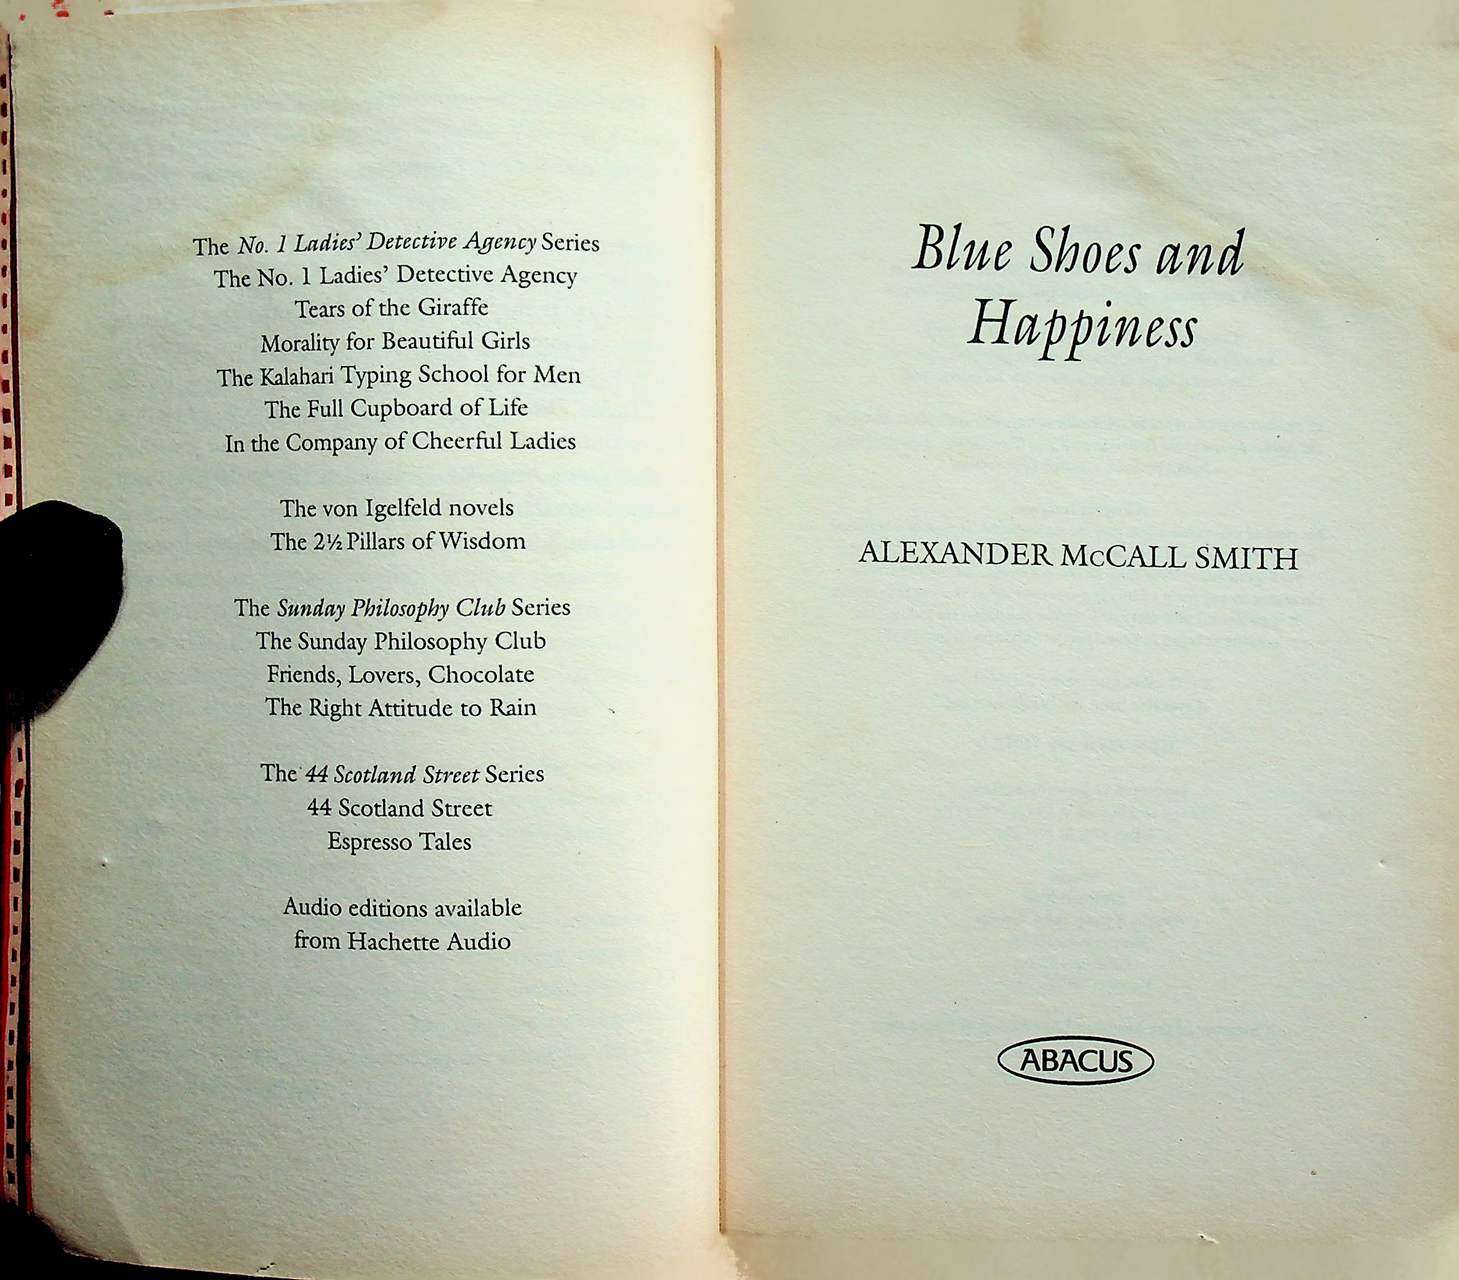 The No. 1 Ladies’ Detective Agency Series
The No. 1 Ladies’ Detective Agency
Tears of the Giraffe
Morality for Beautiful Girls
The Kalahari Typing School for Men
The Full Cupboard of Life
In the Company of Cheerful Ladies
The von Igelfeld novels
The 2½ Pillars of Wisdom
The Sunday Philosophy Club Series
The Sunday Philosophy Club
Friends, Lovers, Chocolate
The Right Attitude to Rain
The 44 Scotland Street Series
44 Scotland Street
Espresso Tales
Audio editions available
from Hachette Audio
Blue Shoes and
Happiness
ALEXANDER McCALL SMITH
ABACUS